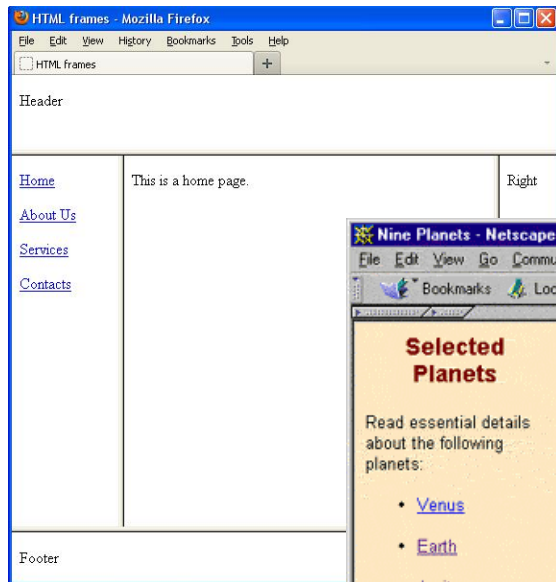 HTML frames - Mozilla Firefox
File Edit View History Bookmarks Tools Help
HTML frames
Header
Home
About Us
Services
Contacts
This is a home page.
Right
Nine Planets - Netscape
File Edit View Go
Bookmarks
Selected
Planets
Read essential details
about the following
planets:
• Venus
• Earth
Footer